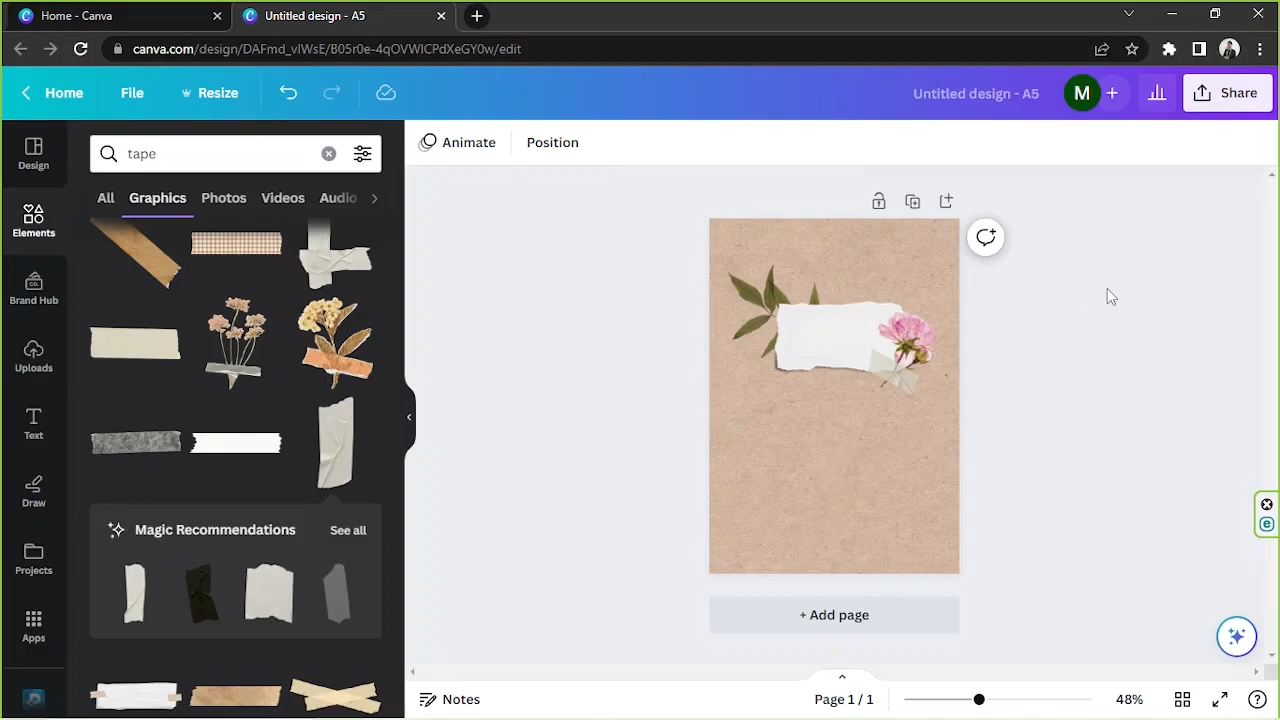 Home - Canva
Untitled design - A5
canva.com/design/DAFmd_vIWsE/B05r0e-4qOVWICPdXeGY0w/edit
Home
File
Resize
Untitled design - A5
M
Share
Design
Elements
Brand Hub
Uploads
Text
Draw
Projects
Apps
tape
All
Graphics
Photos
Videos
Audio
Magic Recommendations
See all
Animate
Position
+ Add page
Notes
Page 1 / 1
48%